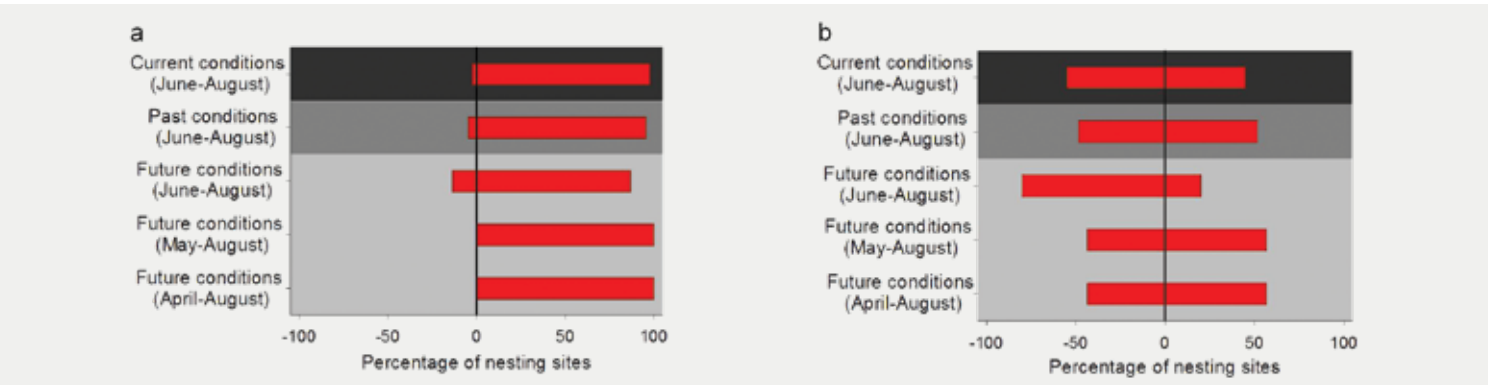 a
Current conditions
(June-August)
Past conditions
(June-August)
Future conditions
(June-August)
Future conditions
(May-August)
Future conditions
(April-August)
-100 -50 0 50 100
Percentage of nesting sites
b
Current conditions
(June-August)
Past conditions
(June-August)
Future conditions
(June-August)
Future conditions
(May-August)
Future conditions
(April-August)
-100 -50 0 50 100
Percentage of nesting sites